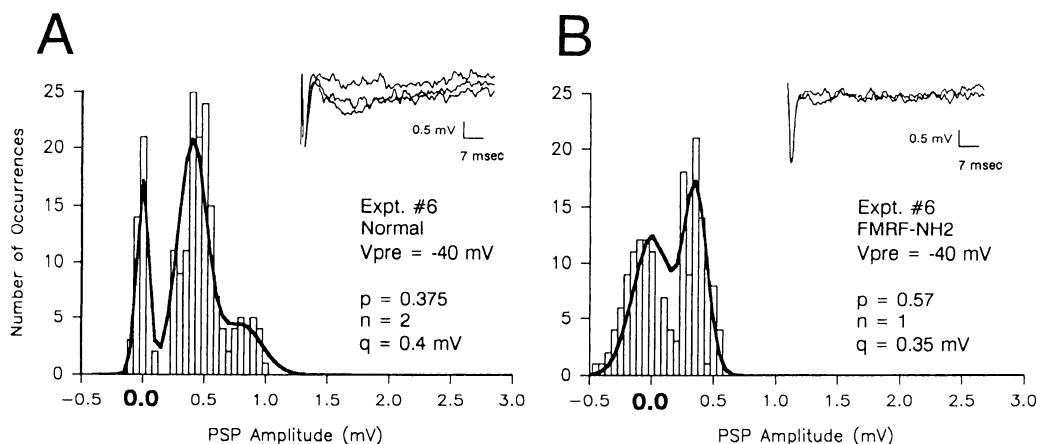 A
B
25
20
15
10
5
0
Number of Occurrences
0.5 mV
7 msec
Expt. #6
Normal
Vpre = -40 mV
p = 0.375
n = 2
q = 0.4 mV
-0.5
0.0
0.5
1.0
1.5
2.0
2.5
3.0
PSP Amplitude (mV)
25
20
15
10
5
0
0.5 mV
7 msec
Expt. #6
FMRF-NH2
Vpre = -40 mV
p = 0.57
n = 1
q = 0.35 mV
-0.5
0.0
0.5
1.0
1.5
2.0
2.5
3.0
PSP Amplitude (mV)